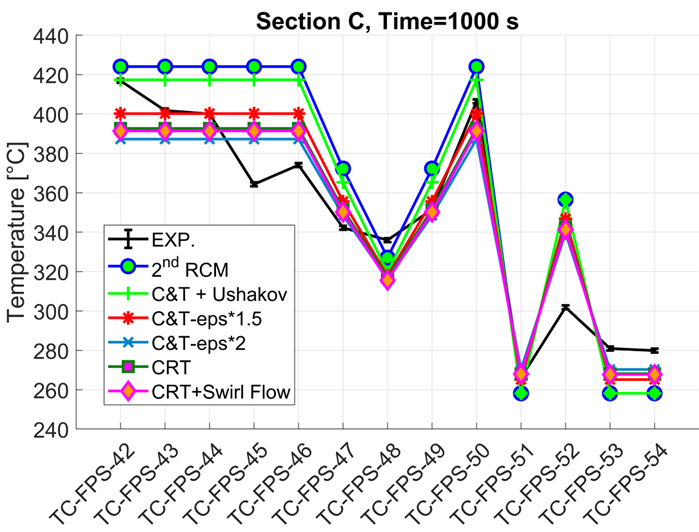 Section C, Time=1000 s
Temperature [°C]
440
420
400
380
360
340
320
300
280
260
240
EXP.
2nd RCM
C&T + Ushakov
C&T-eps*1.5
C&T-eps*2
CRT
CRT+Swirl Flow
TC-FPS-42
TC-FPS-43
TC-FPS-44
TC-FPS-45
TC-FPS-46
TC-FPS-47
TC-FPS-48
TC-FPS-49
TC-FPS-50
TC-FPS-51
TC-FPS-52
TC-FPS-53
TC-FPS-54